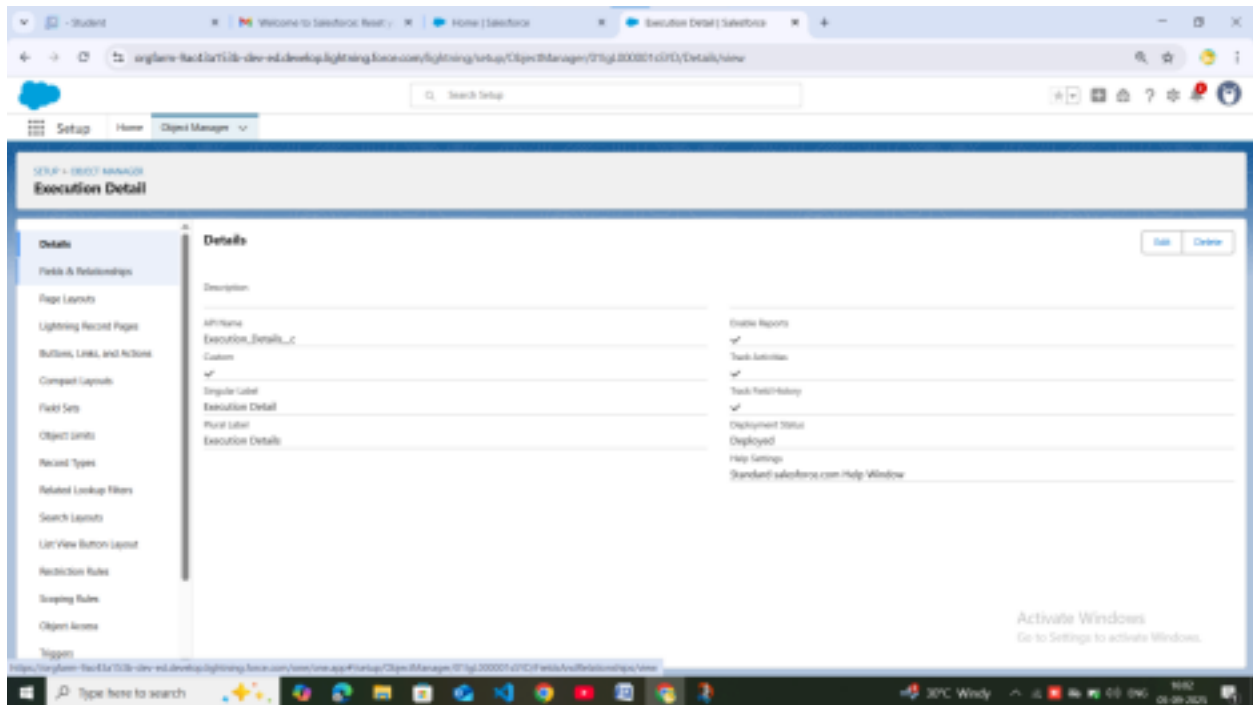 - Student
Welcome to Salesforce: Reset y
Home | Salesforce
Execution Detail | Salesforce
Search Setup
Setup
Home
Object Manager
SETUP > OBJECT MANAGER
Execution Detail
Details
Fields & Relationships
Page Layouts
Lightning Record Pages
Buttons, Links, and Actions
Compact Layouts
Field Sets
Object Limits
Record Types
Related Lookup Filters
Search Layouts
List View Button Layout
Restriction Rules
Scoping Rules
Object Access
Triggers
Details
Edit
Delete
Description
API Name
Execution_Details__c
Custom
Singular Label
Execution Detail
Plural Label
Execution Details
Enable Reports
Track Activities
Track Field History
Deployment Status
Deployed
Help Settings
Standard salesforce.com Help Window
Activate Windows
Go to Settings to activate Windows.
Type here to search
30°C Windy
ENG
16:02